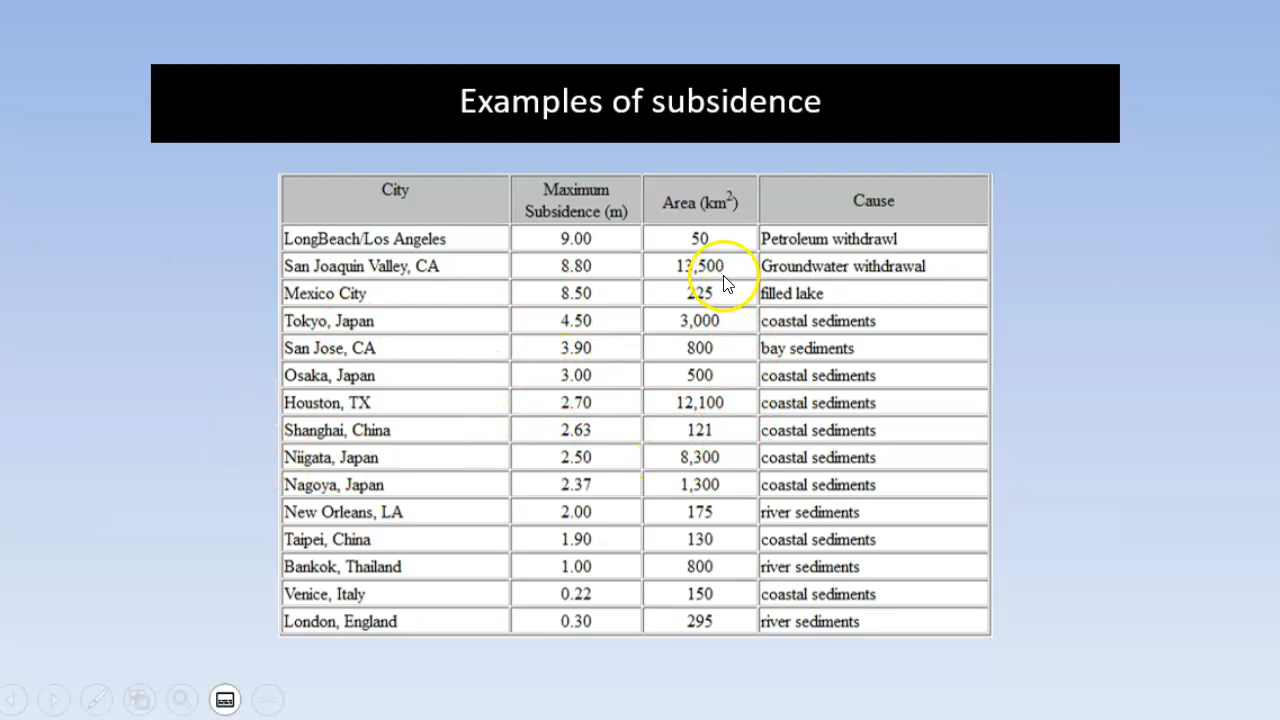 Examples of subsidence
City Maximum Subsidence (m) Area (km2) Cause
LongBeach/Los Angeles 9.00 50 Petroleum withdrawl
San Joaquin Valley, CA 8.80 13,500 Groundwater withdrawal
Mexico City 8.50 225 filled lake
Tokyo, Japan 4.50 3,000 coastal sediments
San Jose, CA 3.90 800 bay sediments
Osaka, Japan 3.00 500 coastal sediments
Houston, TX 2.70 12,100 coastal sediments
Shanghai, China 2.63 121 coastal sediments
Niigata, Japan 2.50 8,300 coastal sediments
Nagoya, Japan 2.37 1,300 coastal sediments
New Orleans, LA 2.00 175 river sediments
Taipei, China 1.90 130 coastal sediments
Bankok, Thailand 1.00 800 river sediments
Venice, Italy 0.22 150 coastal sediments
London, England 0.30 295 river sediments